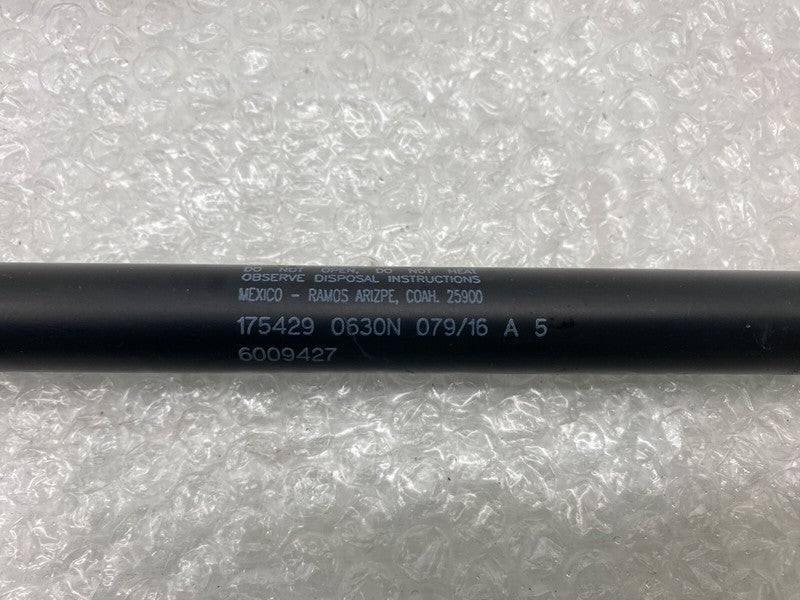 DO NOT OPEN, DO NOT HEAT
OBSERVE DISPOSAL INSTRUCTIONS
MEXICO - RAMOS ARIZPE, COAH. 25900
175429 0630N 079/16 A 5
6009427